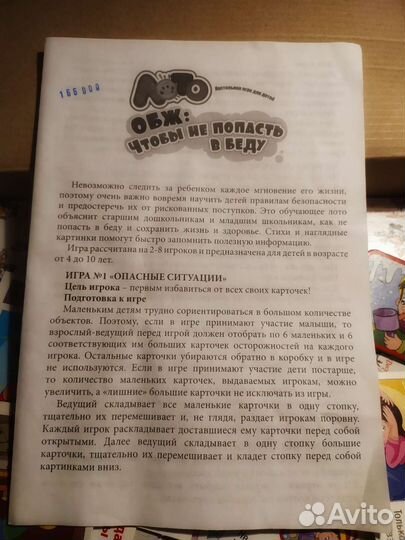 166 000
ЛОТО
Настольная игра для детей
ОБЖ:
ЧТОБЫ НЕ ПОПАСТЬ
В БЕДУ
Невозможно следить за ребенком каждое мгновение его жизни,
поэтому очень важно вовремя научить детей правилам безопасности
и предостеречь их от рискованных поступков. Это обучающее лото
объяснит старшим дошкольникам и младшим школьникам, как не
попасть в беду и сохранить жизнь и здоровье. Стихи и наглядные
картинки помогут быстро запомнить полезную информацию.
Игра рассчитана на 2-8 игроков и предназначена для детей в возрасте
от 4 до 10 лет.
ИГРА №1 «ОПАСНЫЕ СИТУАЦИИ»
Цель игрока – первым избавиться от всех своих карточек!
Подготовка к игре
Маленьким детям трудно сориентироваться в большом количестве
объектов. Поэтому, если в игре принимают участие малыши, то
взрослый-ведущий перед игрой должен отобрать по 6 маленьких и 6
соответствующих им больших карточек осторожностей на каждого
игрока. Остальные карточки убираются обратно в коробку и в игре
не используются. Если в игре принимают участие дети постарше,
то количество маленьких карточек, выдаваемых игрокам, можно
увеличить, а «лишние» большие карточки не исключать из игры.
Ведущий складывает все маленькие карточки в одну стопку,
тщательно их перемешивает и, не глядя, раздает игрокам поровну.
Каждый игрок раскладывает доставшиеся ему карточки перед собой
открытыми. Далее ведущий складывает в одну стопку большие
карточки, тщательно их перемешивает и кладет стопку перед собой
картинками вниз.
Только
Avito